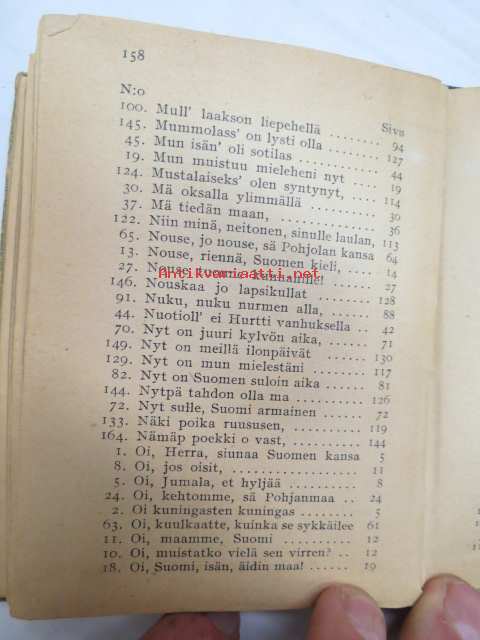 158
N:o Sivu
100. Mull' laakson liepehellä ........ 94
145. Mummolass' on lysti olla ........ 127
45. Mun isän' oli sotilas ........ 44
19. Mun muistuu mieleheni nyt .... 19
124. Mustalaiseks' olen syntynyt, .... 114
30. Mä oksalla ylimmällä ........ 30
37. Mä tiedän maan, ........ 36
122. Niin minä, neitonen, sinulle laulan, 113
65. Nouse, jo nouse, sä Pohjolan kansa 64
13. Nouse, riennä, Suomen kieli, .... 14
27. Nouse 27
antikvariaatti.net
146. Nouskaa jo lapsikullat ........ 128
91. Nuku, nuku nurmen alla, ...... 88
44. Nuotioll' ei Hurtti vanhuksella .. 42
70. Nyt on juuri kylvön aika, ...... 71
149. Nyt on meillä ilonpäivät ...... 130
129. Nyt on mun mielestäni ...... 117
82. Nyt on Suomen suloin aika ...... 81
144. Nytpä tahdon olla ma ........ 126
72. Nyt sulle, Suomi armainen ...... 72
133. Näki poika ruususen, ........ 119
164. Nämäp poekki o vast, ........ 144
1. Oi, Herra, siunaa Suomen kansa 5
8. Oi, jos oisit, ........ 11
5. Oi, Jumala, et hyljää ........ 8
24. Oi, kehtomme, sä Pohjanmaa .. 24
2. Oi kuningasten kuningas ...... 5
63. Oi, kuulkaatte, kuinka se sykkäilee 61
11. Oi, maamme, Suomi ........ 12
10. Oi, muistatko vielä sen virren? .. 12
18. Oi, Suomi, isän, äidin maa! ...... 19